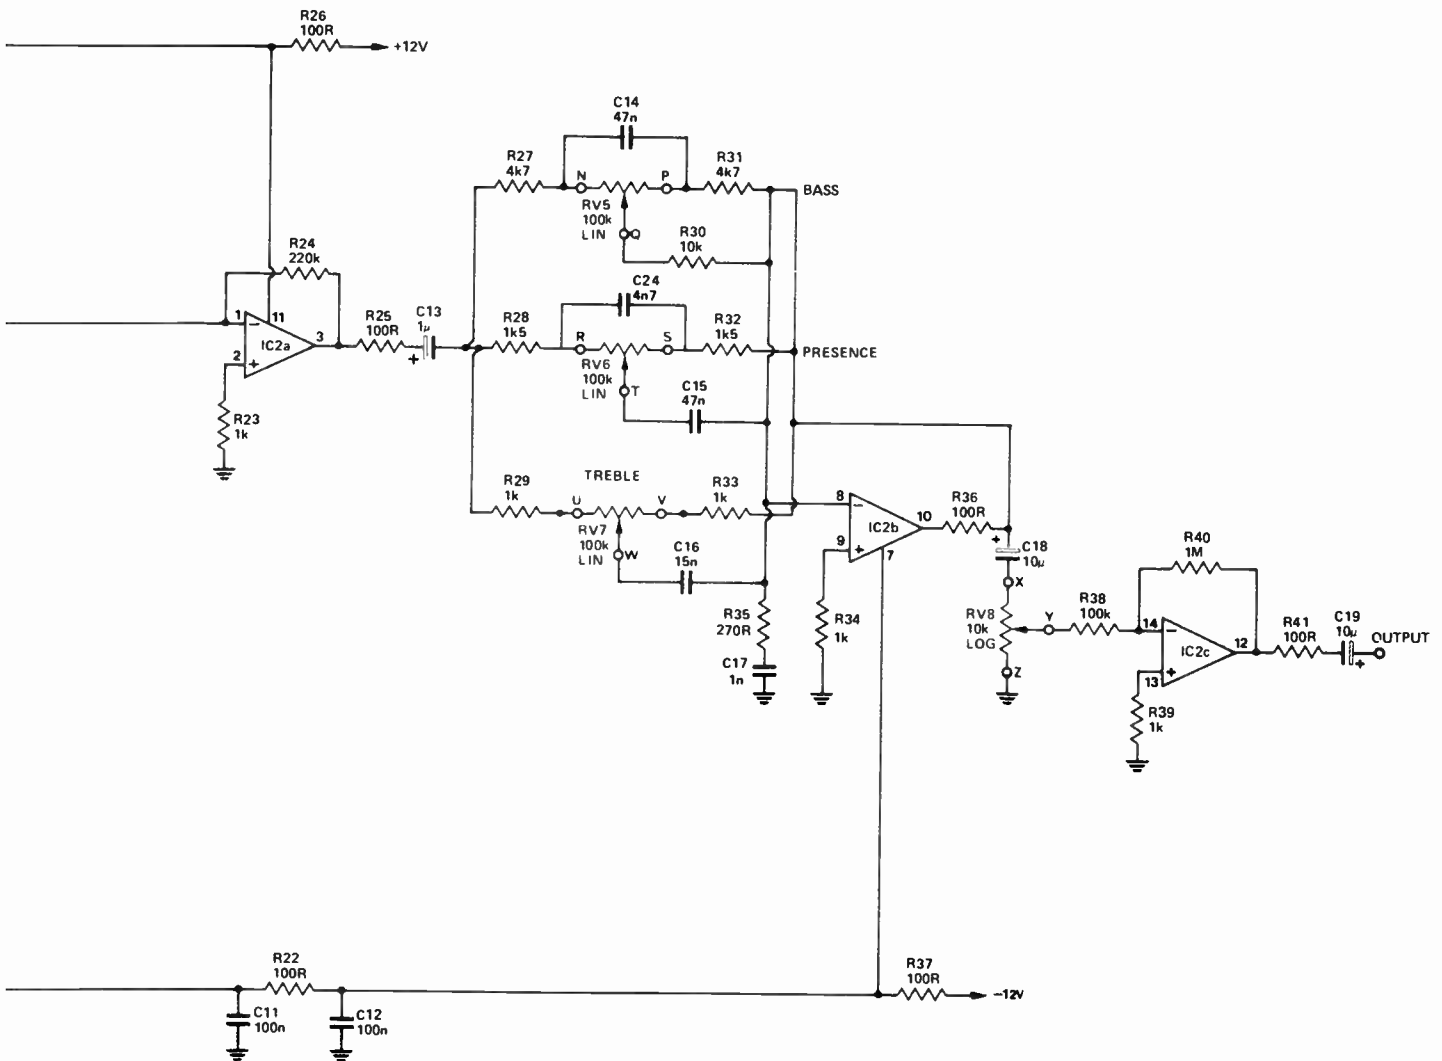 R26
100R
+12V
C14
47n
R27
4k7
N
P
R31
4k7
BASS
RV5
100k
LIN
Q
R30
10k
R24
220k
1
11
−
IC2a
3
2
+
R25
100R
C13
1µ
+
R28
1k5
C24
4n7
R
S
R32
1k5
PRESENCE
RV6
100k
LIN
T
C15
47n
R23
1k
TREBLE
R29
1k
U
V
R33
1k
RV7
100k
LIN
W
C16
15n
8
−
IC2b
10
9
+
7
R36
100R
+
C18
10µ
X
R35
270R
C17
1n
R34
1k
RV8
10k
LOG
Y
Z
R38
100k
R40
1M
14
−
IC2c
12
13
+
R41
100R
C19
10µ
+
OUTPUT
R39
1k
R22
100R
C11
100n
C12
100n
R37
100R
−12V